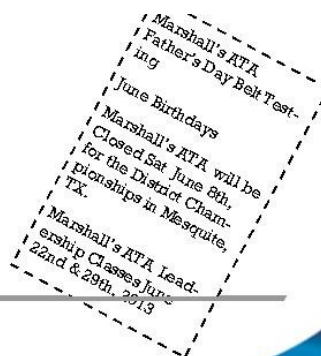 Marshall's ATA
Father's Day Belt Test-
ing
June Birthdays
Marshall's ATA will be
Closed Sat June 8th,
for the District Cham-
pionships in Mesquite,
TX.
Marshall's ATA Lead-
ership Classes June
22nd & 29th, 2013